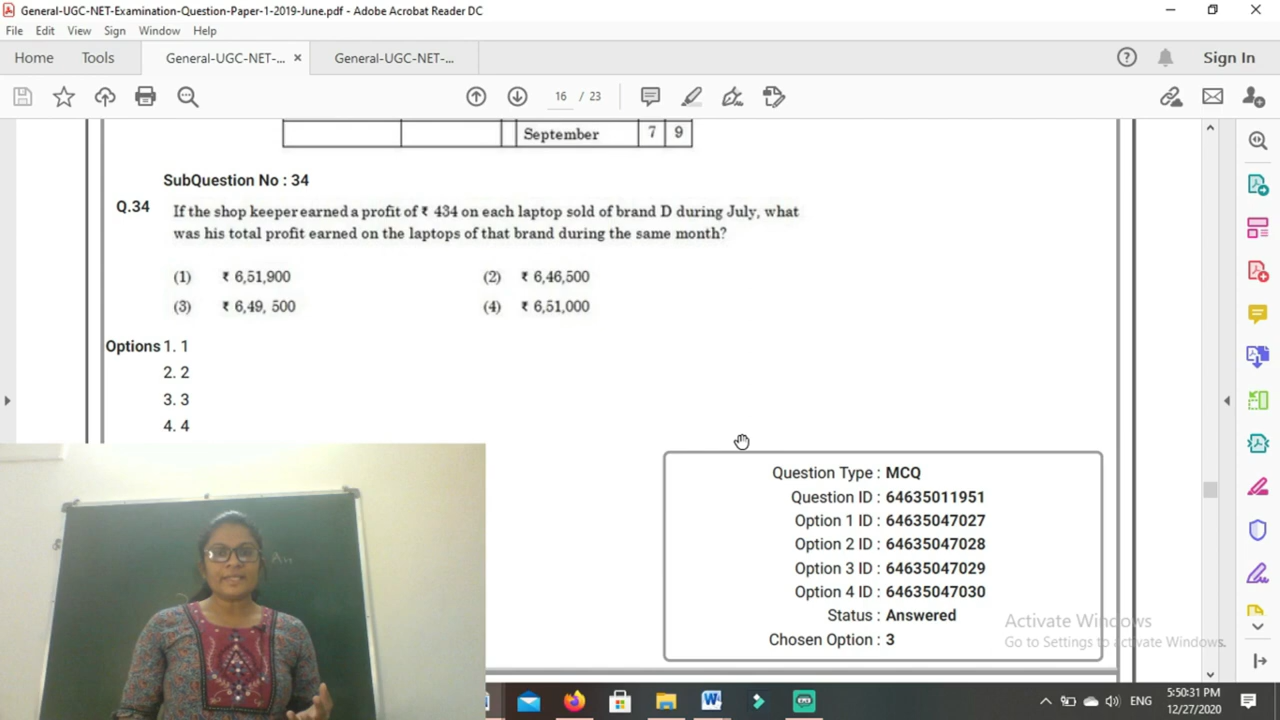 General-UGC-NET-Examination-Question-Paper-1-2019-June.pdf - Adobe Acrobat Reader DC
File Edit View Sign Window Help
Home Tools General-UGC-NET-... × General-UGC-NET-... Sign In
16 / 23
September 7 9
SubQuestion No : 34
Q.34 If the shop keeper earned a profit of ₹ 434 on each laptop sold of brand D during July, what
was his total profit earned on the laptops of that brand during the same month?
(1) ₹ 6,51,900 (2) ₹ 6,46,500
(3) ₹ 6,49, 500 (4) ₹ 6,51,000
Options 1. 1
2. 2
3. 3
4. 4
Question Type : MCQ
Question ID : 64635011951
Option 1 ID : 64635047027
Option 2 ID : 64635047028
Option 3 ID : 64635047029
Option 4 ID : 64635047030
Status : Answered
Chosen Option : 3
Activate Windows
Go to Settings to activate Windows.
An
ENG 5:50:31 PM
12/27/2020